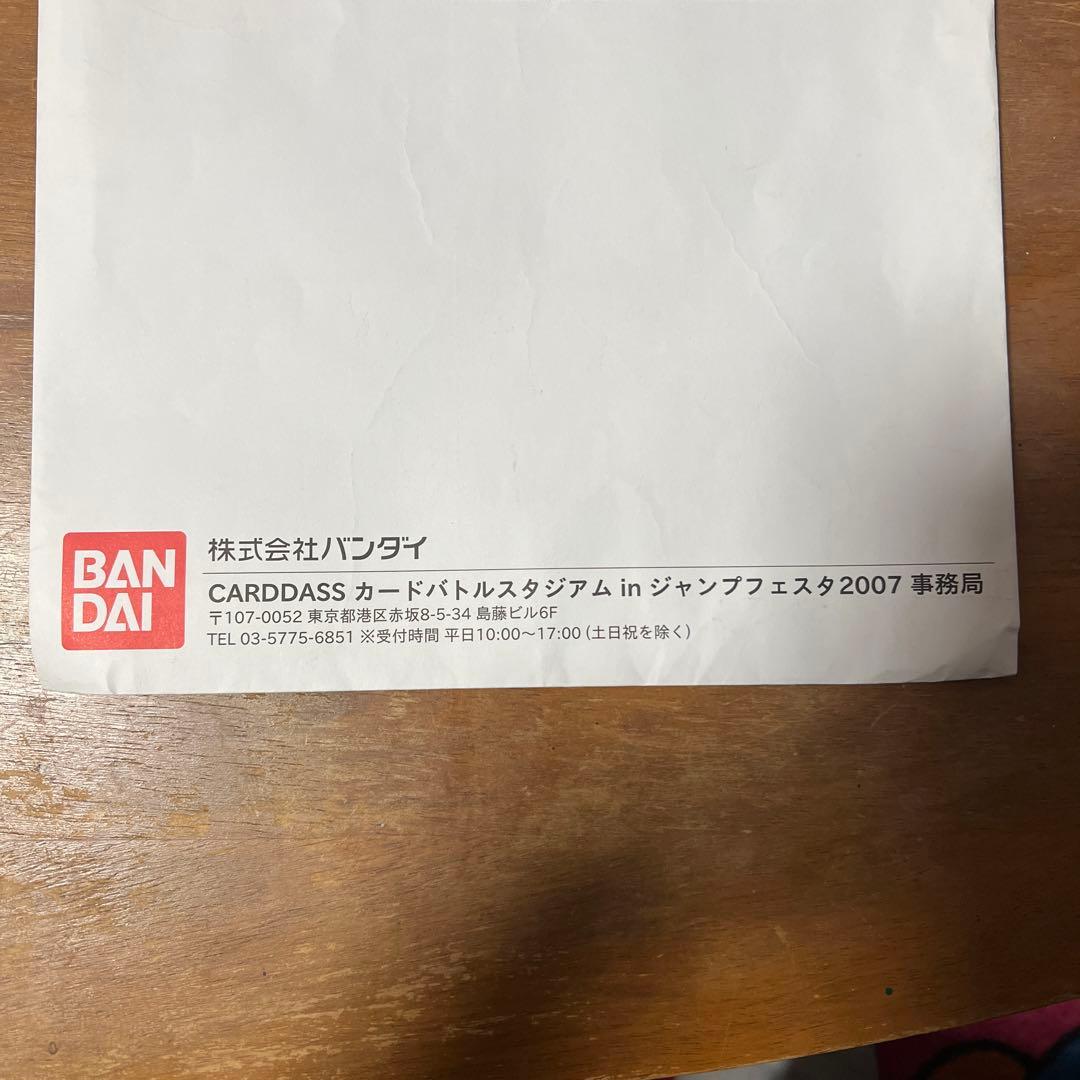 BAN
DAI
株式会社バンダイ
CARDDASS カードバトルスタジアム in ジャンプフェスタ2007 事務局
〒107-0052 東京都港区赤坂8-5-34 島藤ビル6F
TEL 03-5775-6851 ※受付時間 平日10:00〜17:00 (土日祝を除く)